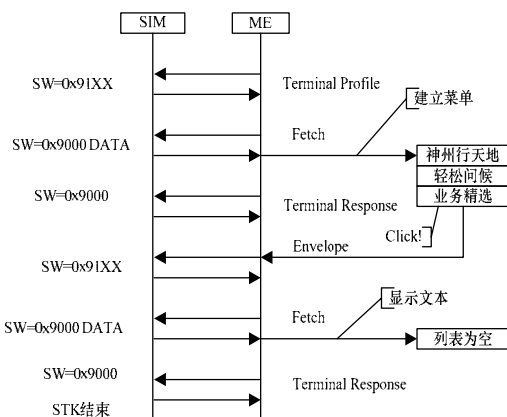 SIM
ME
SW=0x91XX
Terminal Profile
建立菜单
Fetch
SW=0x9000 DATA
神州行天地
轻松问候
业务精选
SW=0x9000
Terminal Response
Click!
Envelope
SW=0x91XX
显示文本
Fetch
SW=0x9000 DATA
列表为空
SW=0x9000
Terminal Response
STK结束